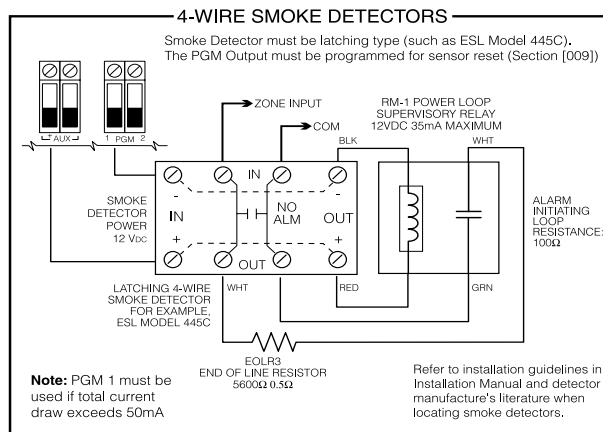 4-WIRE SMOKE DETECTORS
Smoke Detector must be latching type (such as ESL Model 445C).
The PGM Output must be programmed for sensor reset (Section [009])
+ AUX -
1 PGM 2
ZONE INPUT
COM
RM-1 POWER LOOP
SUPERVISORY RELAY
12VDC 35mA MAXIMUM
BLK
WHT
SMOKE
DETECTOR
POWER
12 VDC
IN
-
-
IN
NO
ALM
OUT
+
+
OUT
ALARM
INITIATING
LOOP
RESISTANCE:
100Ω
LATCHING 4-WIRE
SMOKE DETECTOR
FOR EXAMPLE,
ESL MODEL 445C
WHT
RED
GRN
EOLR3
END OF LINE RESISTOR
5600Ω 0.5Ω
Note: PGM 1 must be
used if total current
draw exceeds 50mA
Refer to installation guidelines in
Installation Manual and detector
manufacture's literature when
locating smoke detectors.